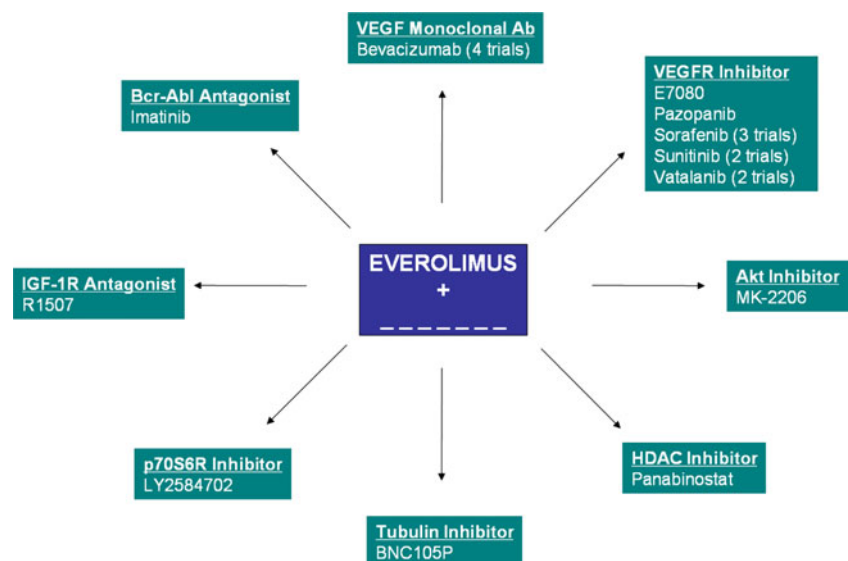 VEGF Monoclonal Ab
Bevacizumab (4 trials)
VEGFR Inhibitor
E7080
Pazopanib
Sorafenib (3 trials)
Sunitinib (2 trials)
Vatalanib (2 trials)
Bcr-Abl Antagonist
Imatinib
EVEROLIMUS
+
_ _ _ _ _ _ _
IGF-1R Antagonist
R1507
Akt Inhibitor
MK-2206
p70S6R Inhibitor
LY2584702
HDAC Inhibitor
Panabinostat
Tubulin Inhibitor
BNC105P